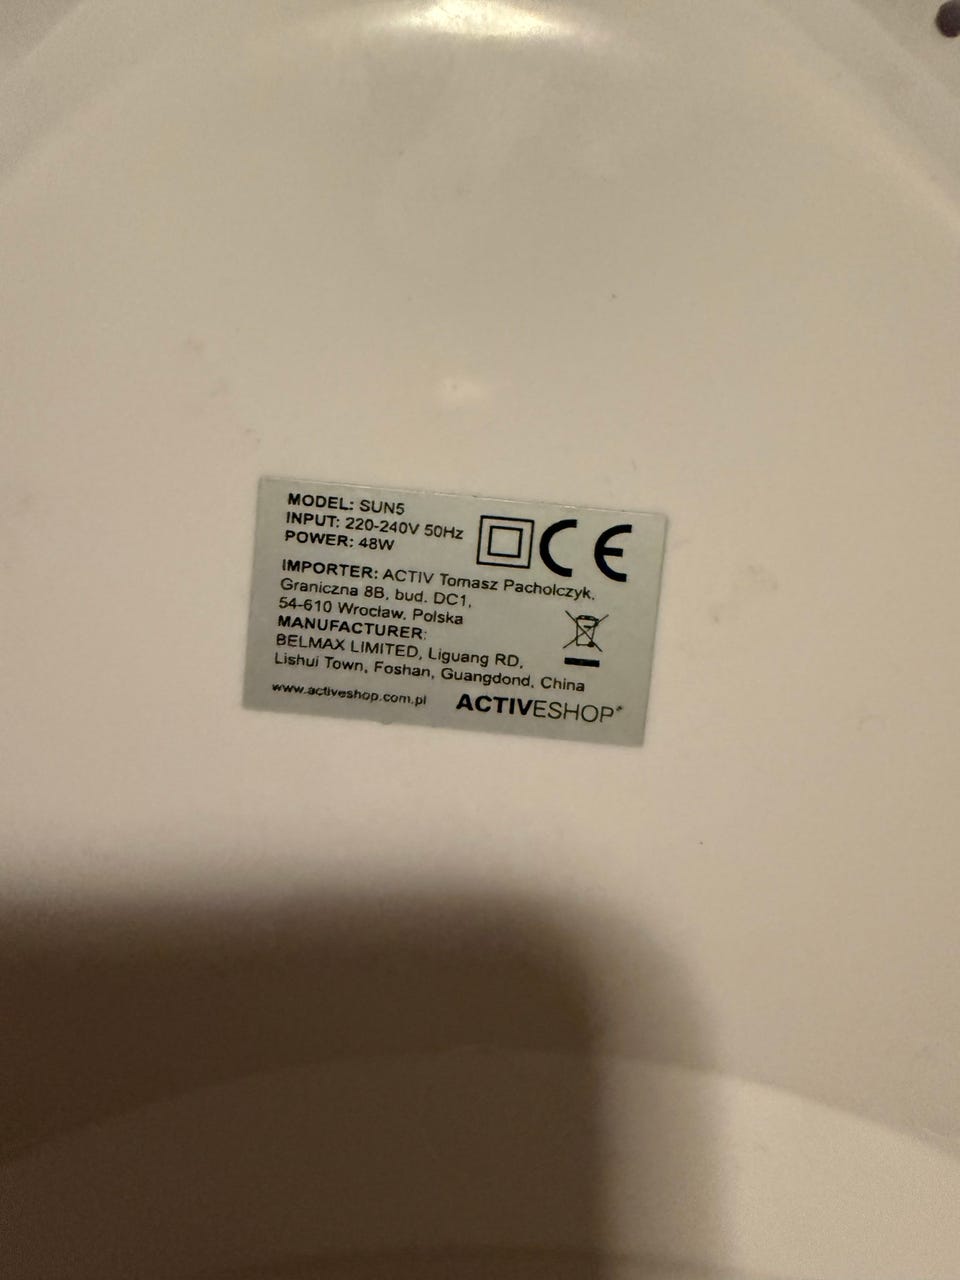 MODEL: SUN5
INPUT: 220-240V 50Hz
POWER: 48W
CE
IMPORTER: ACTIV Tomasz Pacholczyk,
Graniczna 8B, bud. DC1,
54-610 Wrocław, Polska
MANUFACTURER:
BELMAX LIMITED, Liguang RD,
Lishui Town, Foshan, Guangdond, China
www.activeshop.com.pl
ACTIVESHOP®